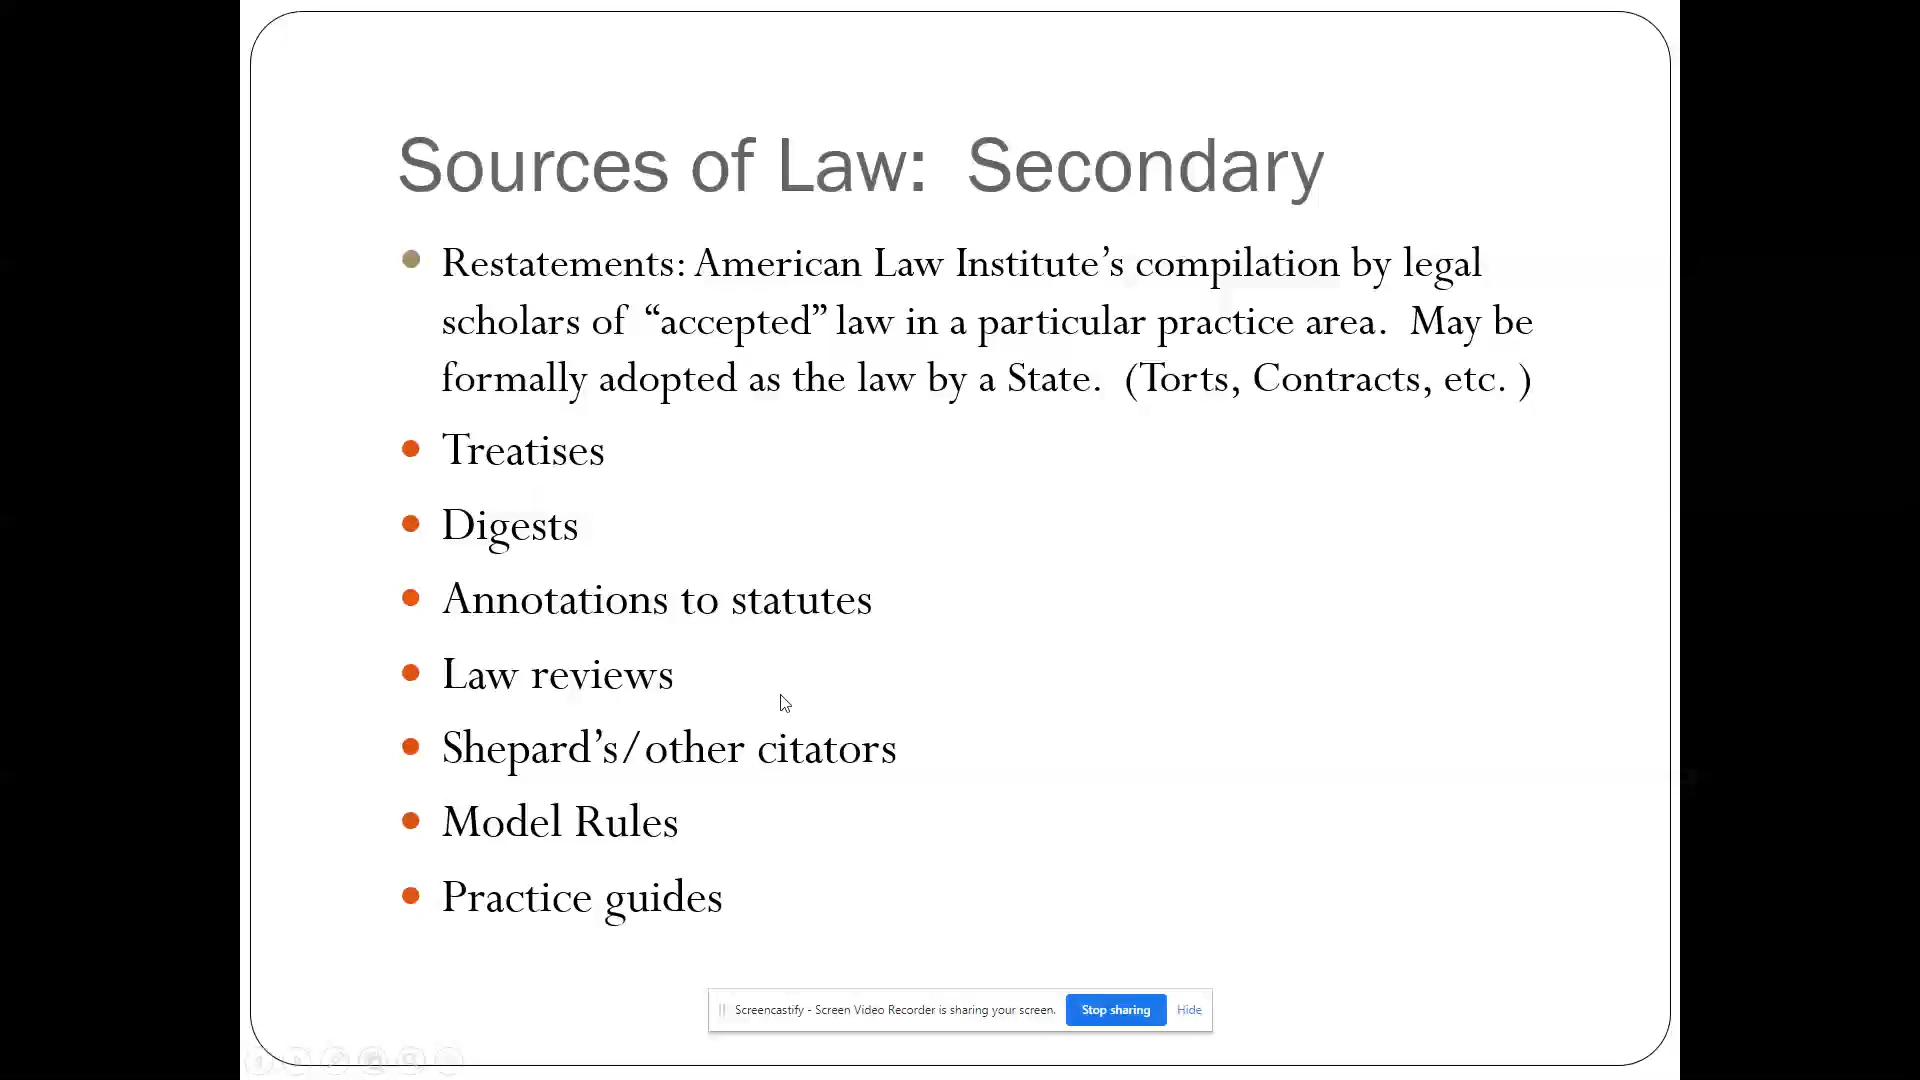 Sources of Law:  Secondary
Restatements: American Law Institute’s compilation by legal
scholars of “accepted” law in a particular practice area.  May be
formally adopted as the law by a State.  (Torts, Contracts, etc. )
Treatises
Digests
Annotations to statutes
Law reviews
Shepard’s/other citators
Model Rules
Practice guides
Screencastify - Screen Video Recorder is sharing your screen. Stop sharing Hide